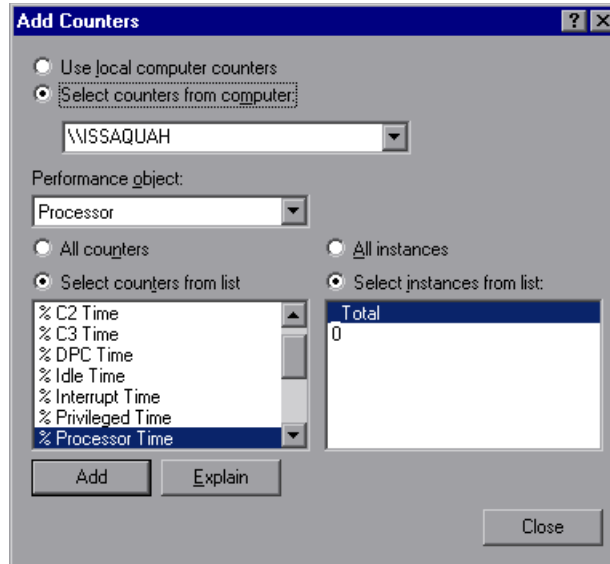 Add Counters
Use local computer counters
Select counters from computer:
\\ISSAQUAH
Performance object:
Processor
All counters
All instances
Select counters from list
Select instances from list:
% C2 Time
% C3 Time
% DPC Time
% Idle Time
% Interrupt Time
% Privileged Time
% Processor Time
_Total
0
Add
Explain
Close